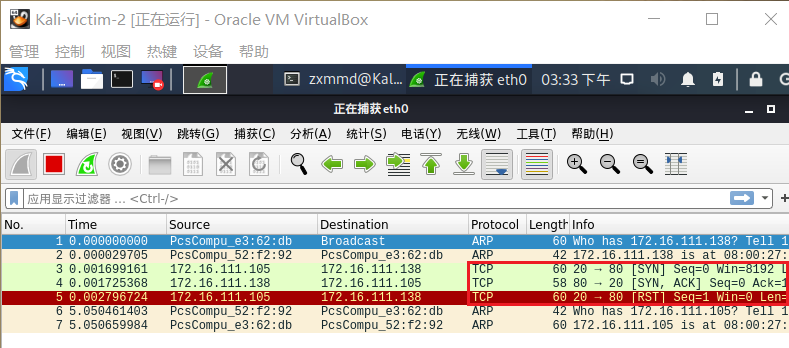 Kali-victim-2 [正在运行] - Oracle VM VirtualBox
管理 控制 视图 热键 设备 帮助
zxmmd@Kal… 正在捕获 eth0 03:33 下午
正在捕获 eth0
文件(F) 编辑(E) 视图(V) 跳转(G) 捕获(C) 分析(A) 统计(S) 电话(Y) 无线(W) 工具(T) 帮助(H)
应用显示过滤器 … <Ctrl-/>
No. Time Source Destination Protocol Length Info
1 0.000000000 PcsCompu_e3:62:db Broadcast ARP 60 Who has 172.16.111.138? Tell 1
2 0.000029705 PcsCompu_52:f2:92 PcsCompu_e3:62:db ARP 42 172.16.111.138 is at 08:00:27:
3 0.001699161 172.16.111.105 172.16.111.138 TCP 60 20 → 80 [SYN] Seq=0 Win=8192 L
4 0.001725368 172.16.111.138 172.16.111.105 TCP 58 80 → 20 [SYN, ACK] Seq=0 Ack=1
5 0.002796724 172.16.111.105 172.16.111.138 TCP 60 20 → 80 [RST] Seq=1 Win=0 Len=
6 5.050461403 PcsCompu_52:f2:92 PcsCompu_e3:62:db ARP 42 Who has 172.16.111.105? Tell 1
7 5.050659984 PcsCompu_e3:62:db PcsCompu_52:f2:92 ARP 60 172.16.111.105 is at 08:00:27: